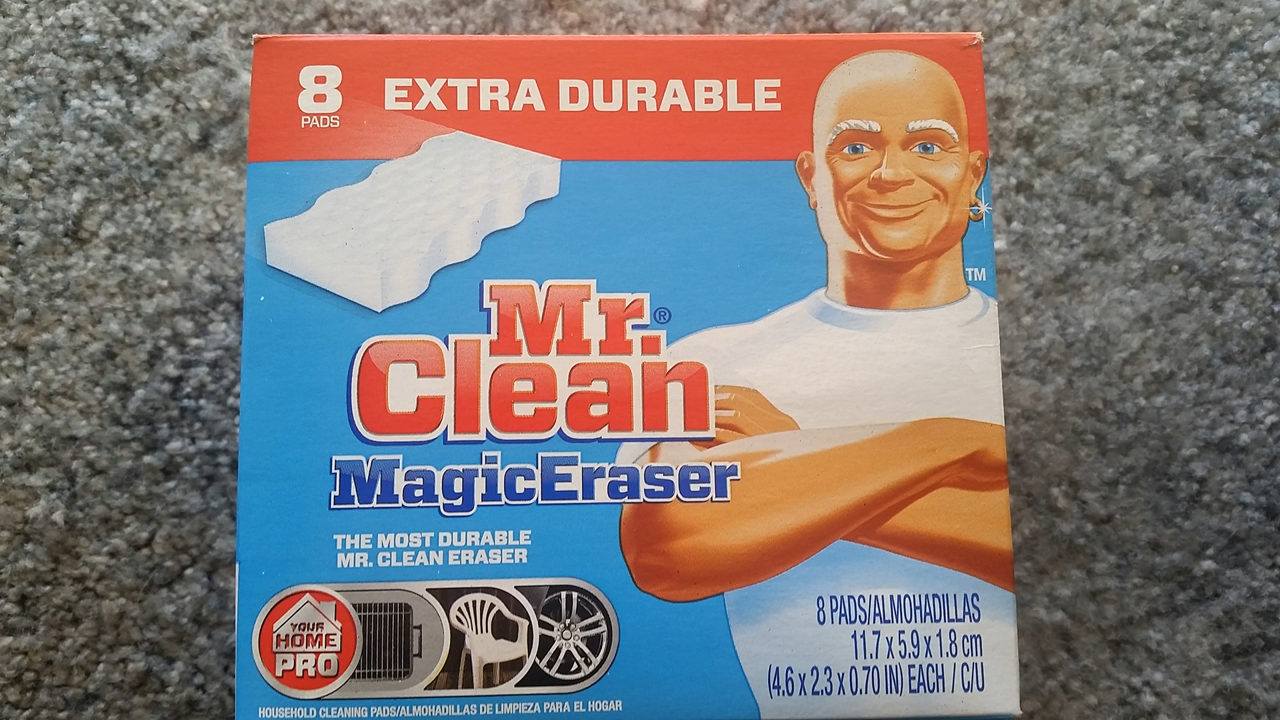 8
PADS
EXTRA DURABLE
TM
Mr.®
Clean
MagicEraser
THE MOST DURABLE
MR. CLEAN ERASER
YOUR
HOME
PRO
8 PADS/ALMOHADILLAS
11.7 x 5.9 x 1.8 cm
(4.6 x 2.3 x 0.70 IN) EACH / C/U
HOUSEHOLD CLEANING PADS/ALMOHADILLAS DE LIMPIEZA PARA EL HOGAR